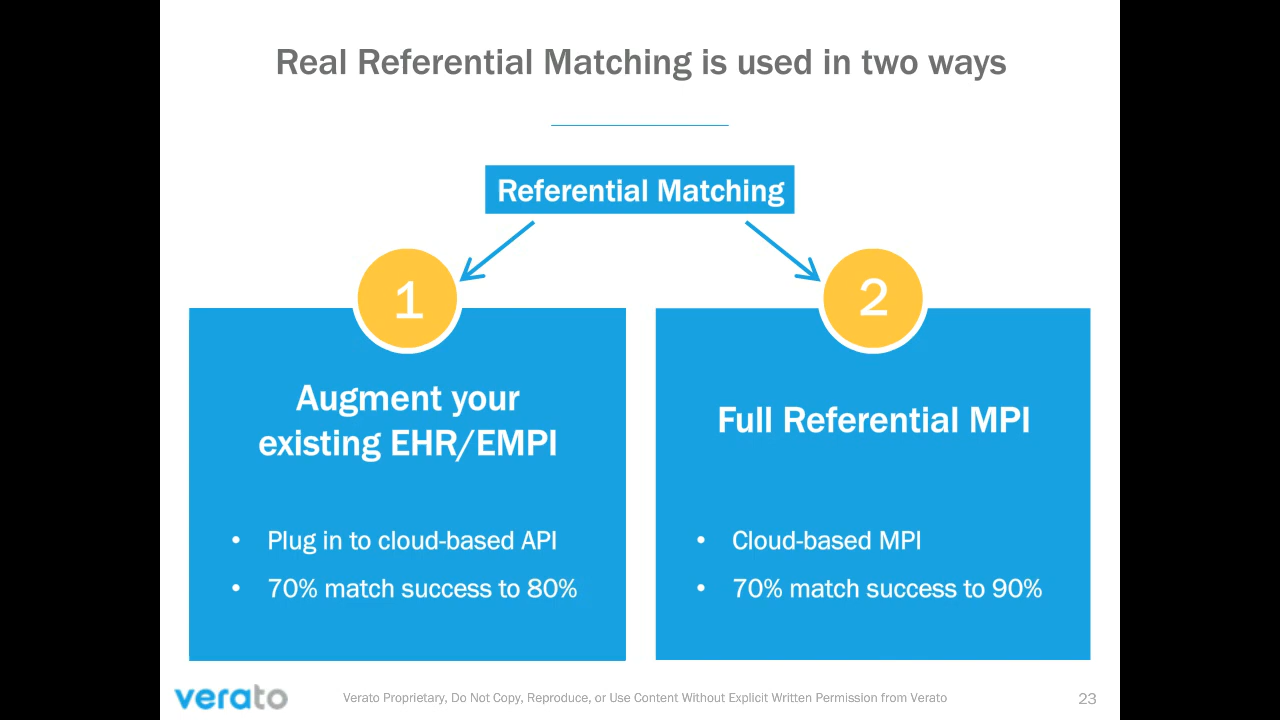 Real Referential Matching is used in two ways
Referential Matching
1
Augment your
existing EHR/EMPI
• Plug in to cloud-based API
• 70% match success to 80%
2
Full Referential MPI
• Cloud-based MPI
• 70% match success to 90%
verato
Verato Proprietary, Do Not Copy, Reproduce, or Use Content Without Explicit Written Permission from Verato
23